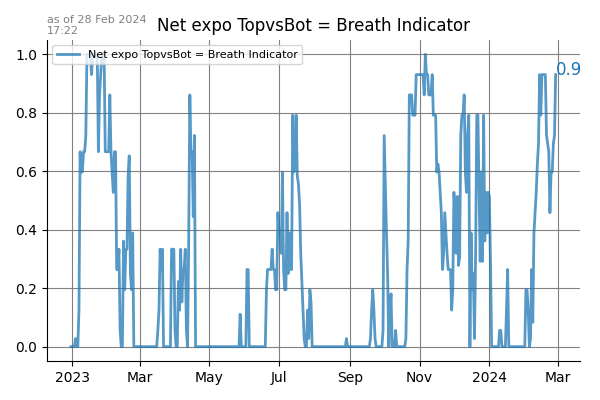 as of 28 Feb 2024
17:22
Net expo TopvsBot = Breath Indicator
Net expo TopvsBot = Breath Indicator
0.9
1.0
0.8
0.6
0.4
0.2
0.0
2023 Mar May Jul Sep Nov 2024 Mar